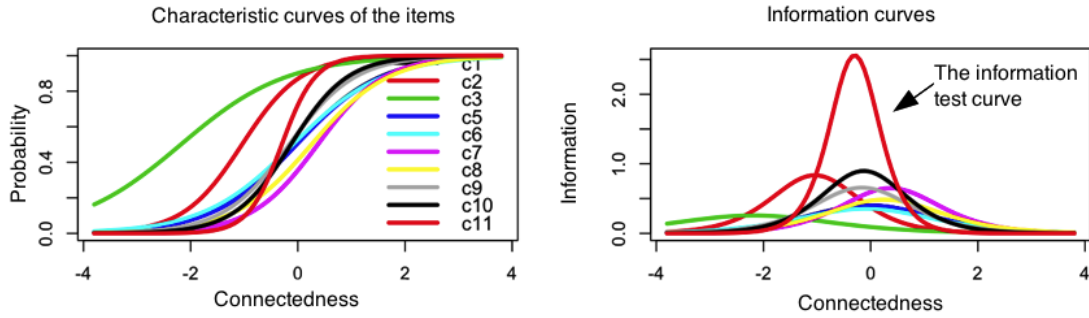 Characteristic curves of the items
Probability
0.8
0.4
0.0
-4
-2
0
2
4
Connectedness
c1
c2
c3
c5
c6
c7
c8
c9
c10
c11
Information curves
Information
2.0
1.0
0.0
-4
-2
0
2
4
Connectedness
The information
test curve